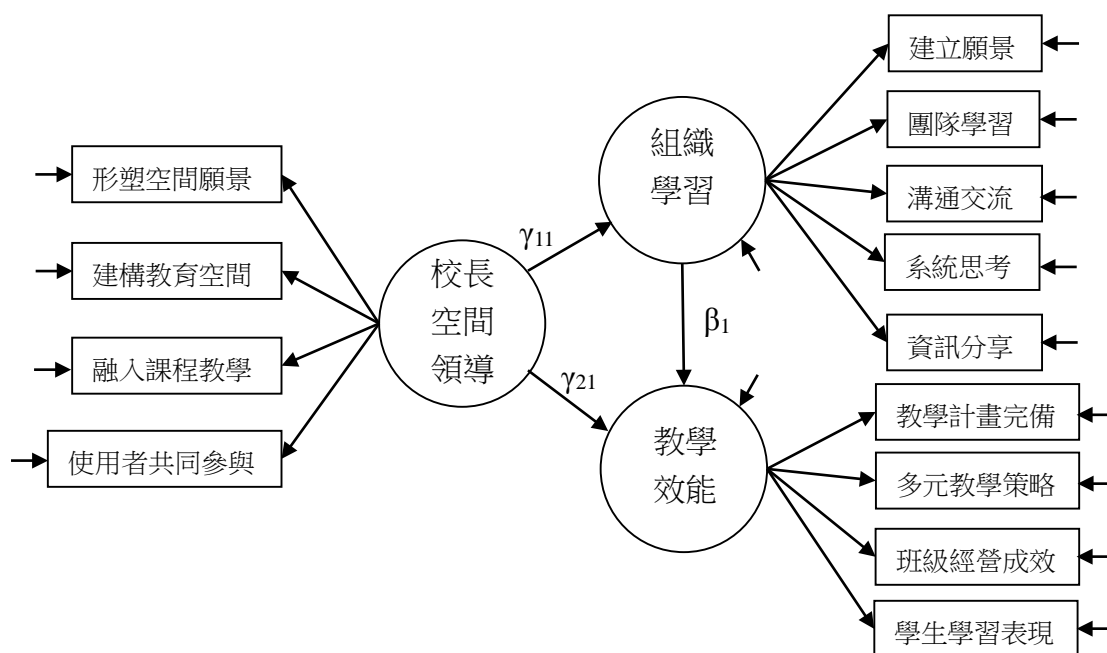 形塑空間願景
建構教育空間
融入課程教學
使用者共同參與
校長
空間
領導
γ11
γ21
組織
學習
β1
教學
效能
建立願景
團隊學習
溝通交流
系統思考
資訊分享
教學計畫完備
多元教學策略
班級經營成效
學生學習表現